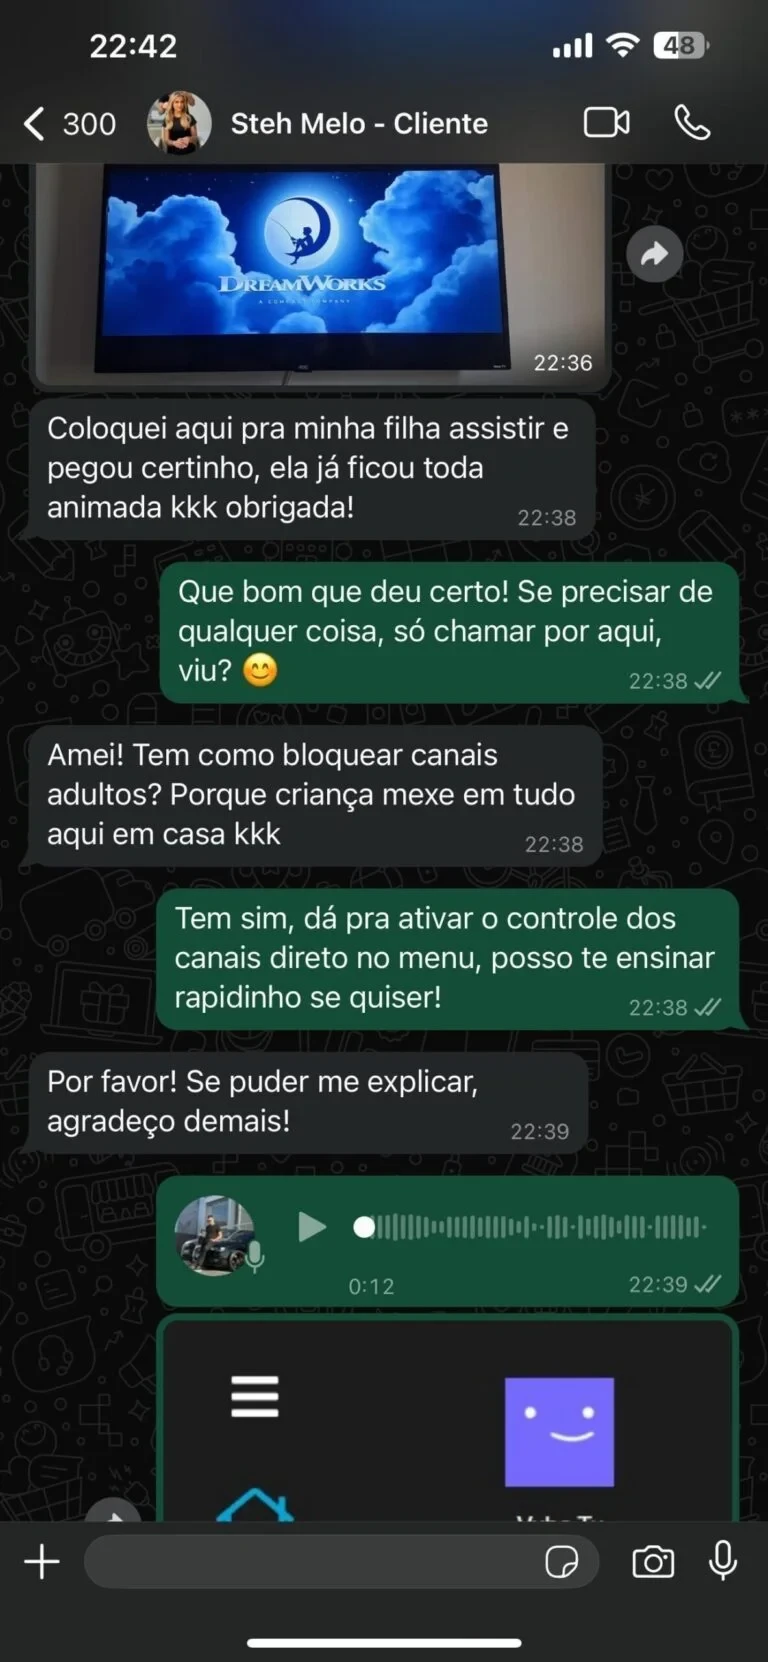 22:42
48
300
Steh Melo - Cliente
DREAMWORKS
A COMCAST COMPANY
22:36
Coloquei aqui pra minha filha assistir e
pegou certinho, ela já ficou toda
animada kkk obrigada!
22:38
Que bom que deu certo! Se precisar de
qualquer coisa, só chamar por aqui,
viu? 😊
22:38
Amei! Tem como bloquear canais
adultos? Porque criança mexe em tudo
aqui em casa kkk
22:38
Tem sim, dá pra ativar o controle dos
canais direto no menu, posso te ensinar
rapidinho se quiser!
22:38
Por favor! Se puder me explicar,
agradeço demais!
22:39
0:12
22:39